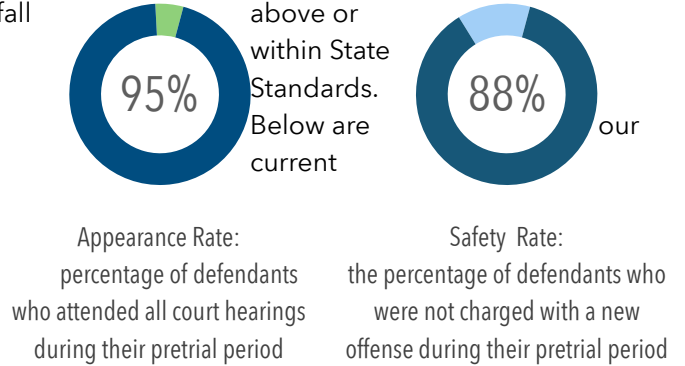 fall
95%
above or
within State
Standards.
Below are
current
88%
our
Appearance Rate:
percentage of defendants
who attended all court hearings
during their pretrial period
Safety Rate:
the percentage of defendants who
were not charged with a new
offense during their pretrial period